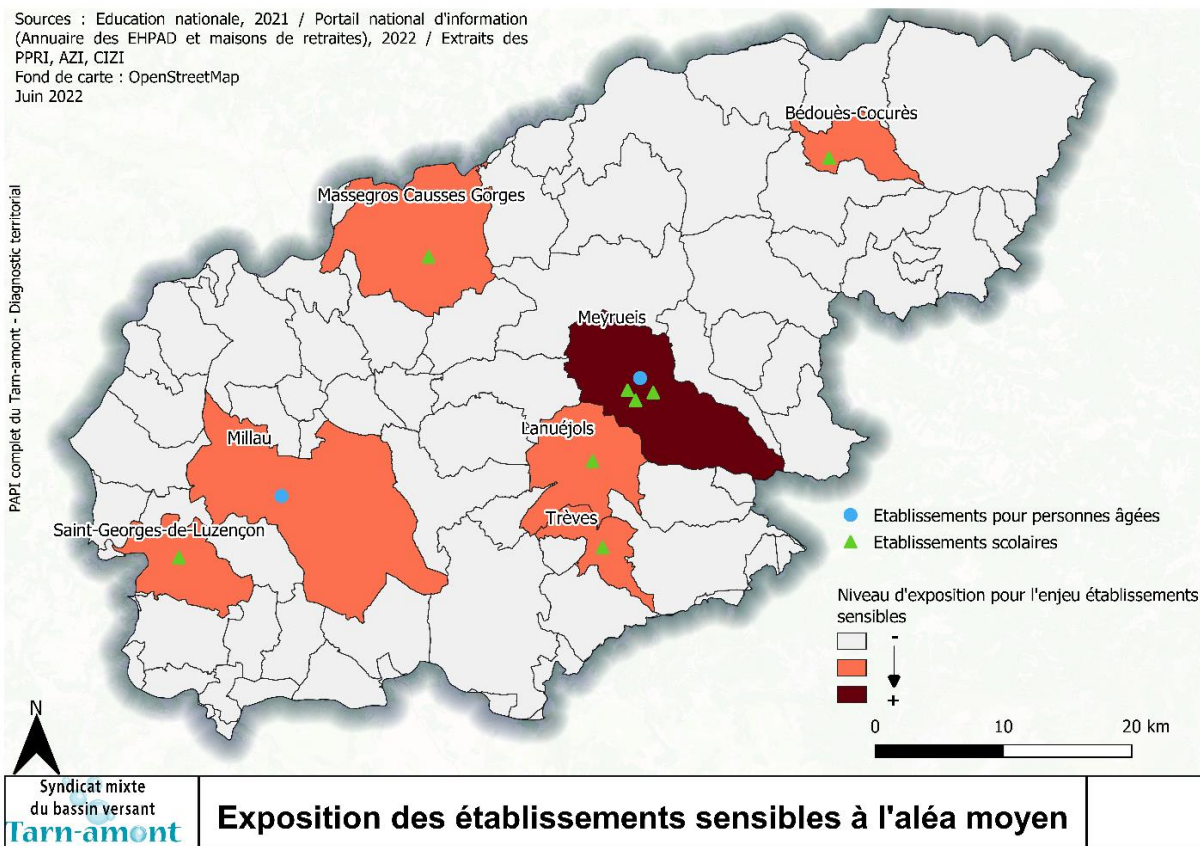 Sources : Education nationale, 2021 / Portail national d'information
(Annuaire des EHPAD et maisons de retraites), 2022 / Extraits des
PPRI, AZI, CIZI
Fond de carte : OpenStreetMap
Juin 2022
PAPI complet du Tarn-amont - Diagnostic territorial
Bédouès-Cocurès
Massegros Causses Gorges
Meyrueis
Lanuéjols
Millau
Trèves
Saint-Georges-de-Luzençon
Etablissements pour personnes âgées
Etablissements scolaires
Niveau d'exposition pour l'enjeu établissements
sensibles
-
+
0 10 20 km
N
Syndicat mixte
du bassin versant
Tarn-amont
Exposition des établissements sensibles à l'aléa moyen